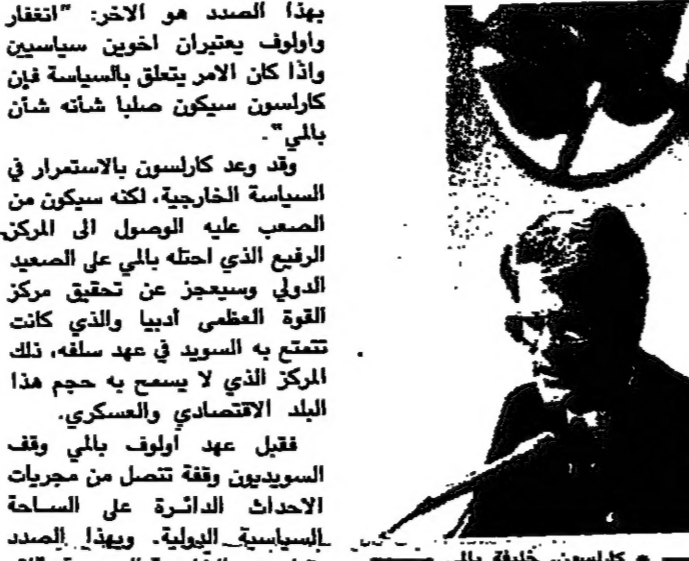 بهذا الصدد هو الاخر: "انغفار
واولوف يعتبران اخوين سياسيين
واذا كان الامر يتعلق بالسياسة فإن
كارلسون سيكون صلبا شأنه شأن
بالمي".
وقد وعد كارلسون بالاستمرار في
السياسة الخارجية، لكنه سيكون من
الصعب عليه الوصول الى المركز
الرفيع الذي احتله بالمي على الصعيد
الدولي وسيعجز عن تحقيق مركز
القوة العظمى أدبيا والذي كانت
تتمتع به السويد في عهد سلفه، ذلك
المركز الذي لا يسمح به حجم هذا
البلد الاقتصادي والعسكري.
فقبل عهد اولوف بالمي وقف
السويديون وقفة تتصل من مجريات
الاحداث الدائرة على الساحة
السياسية الدولية. وبهذا الصدد
* كارلسون، خليفة بالمي